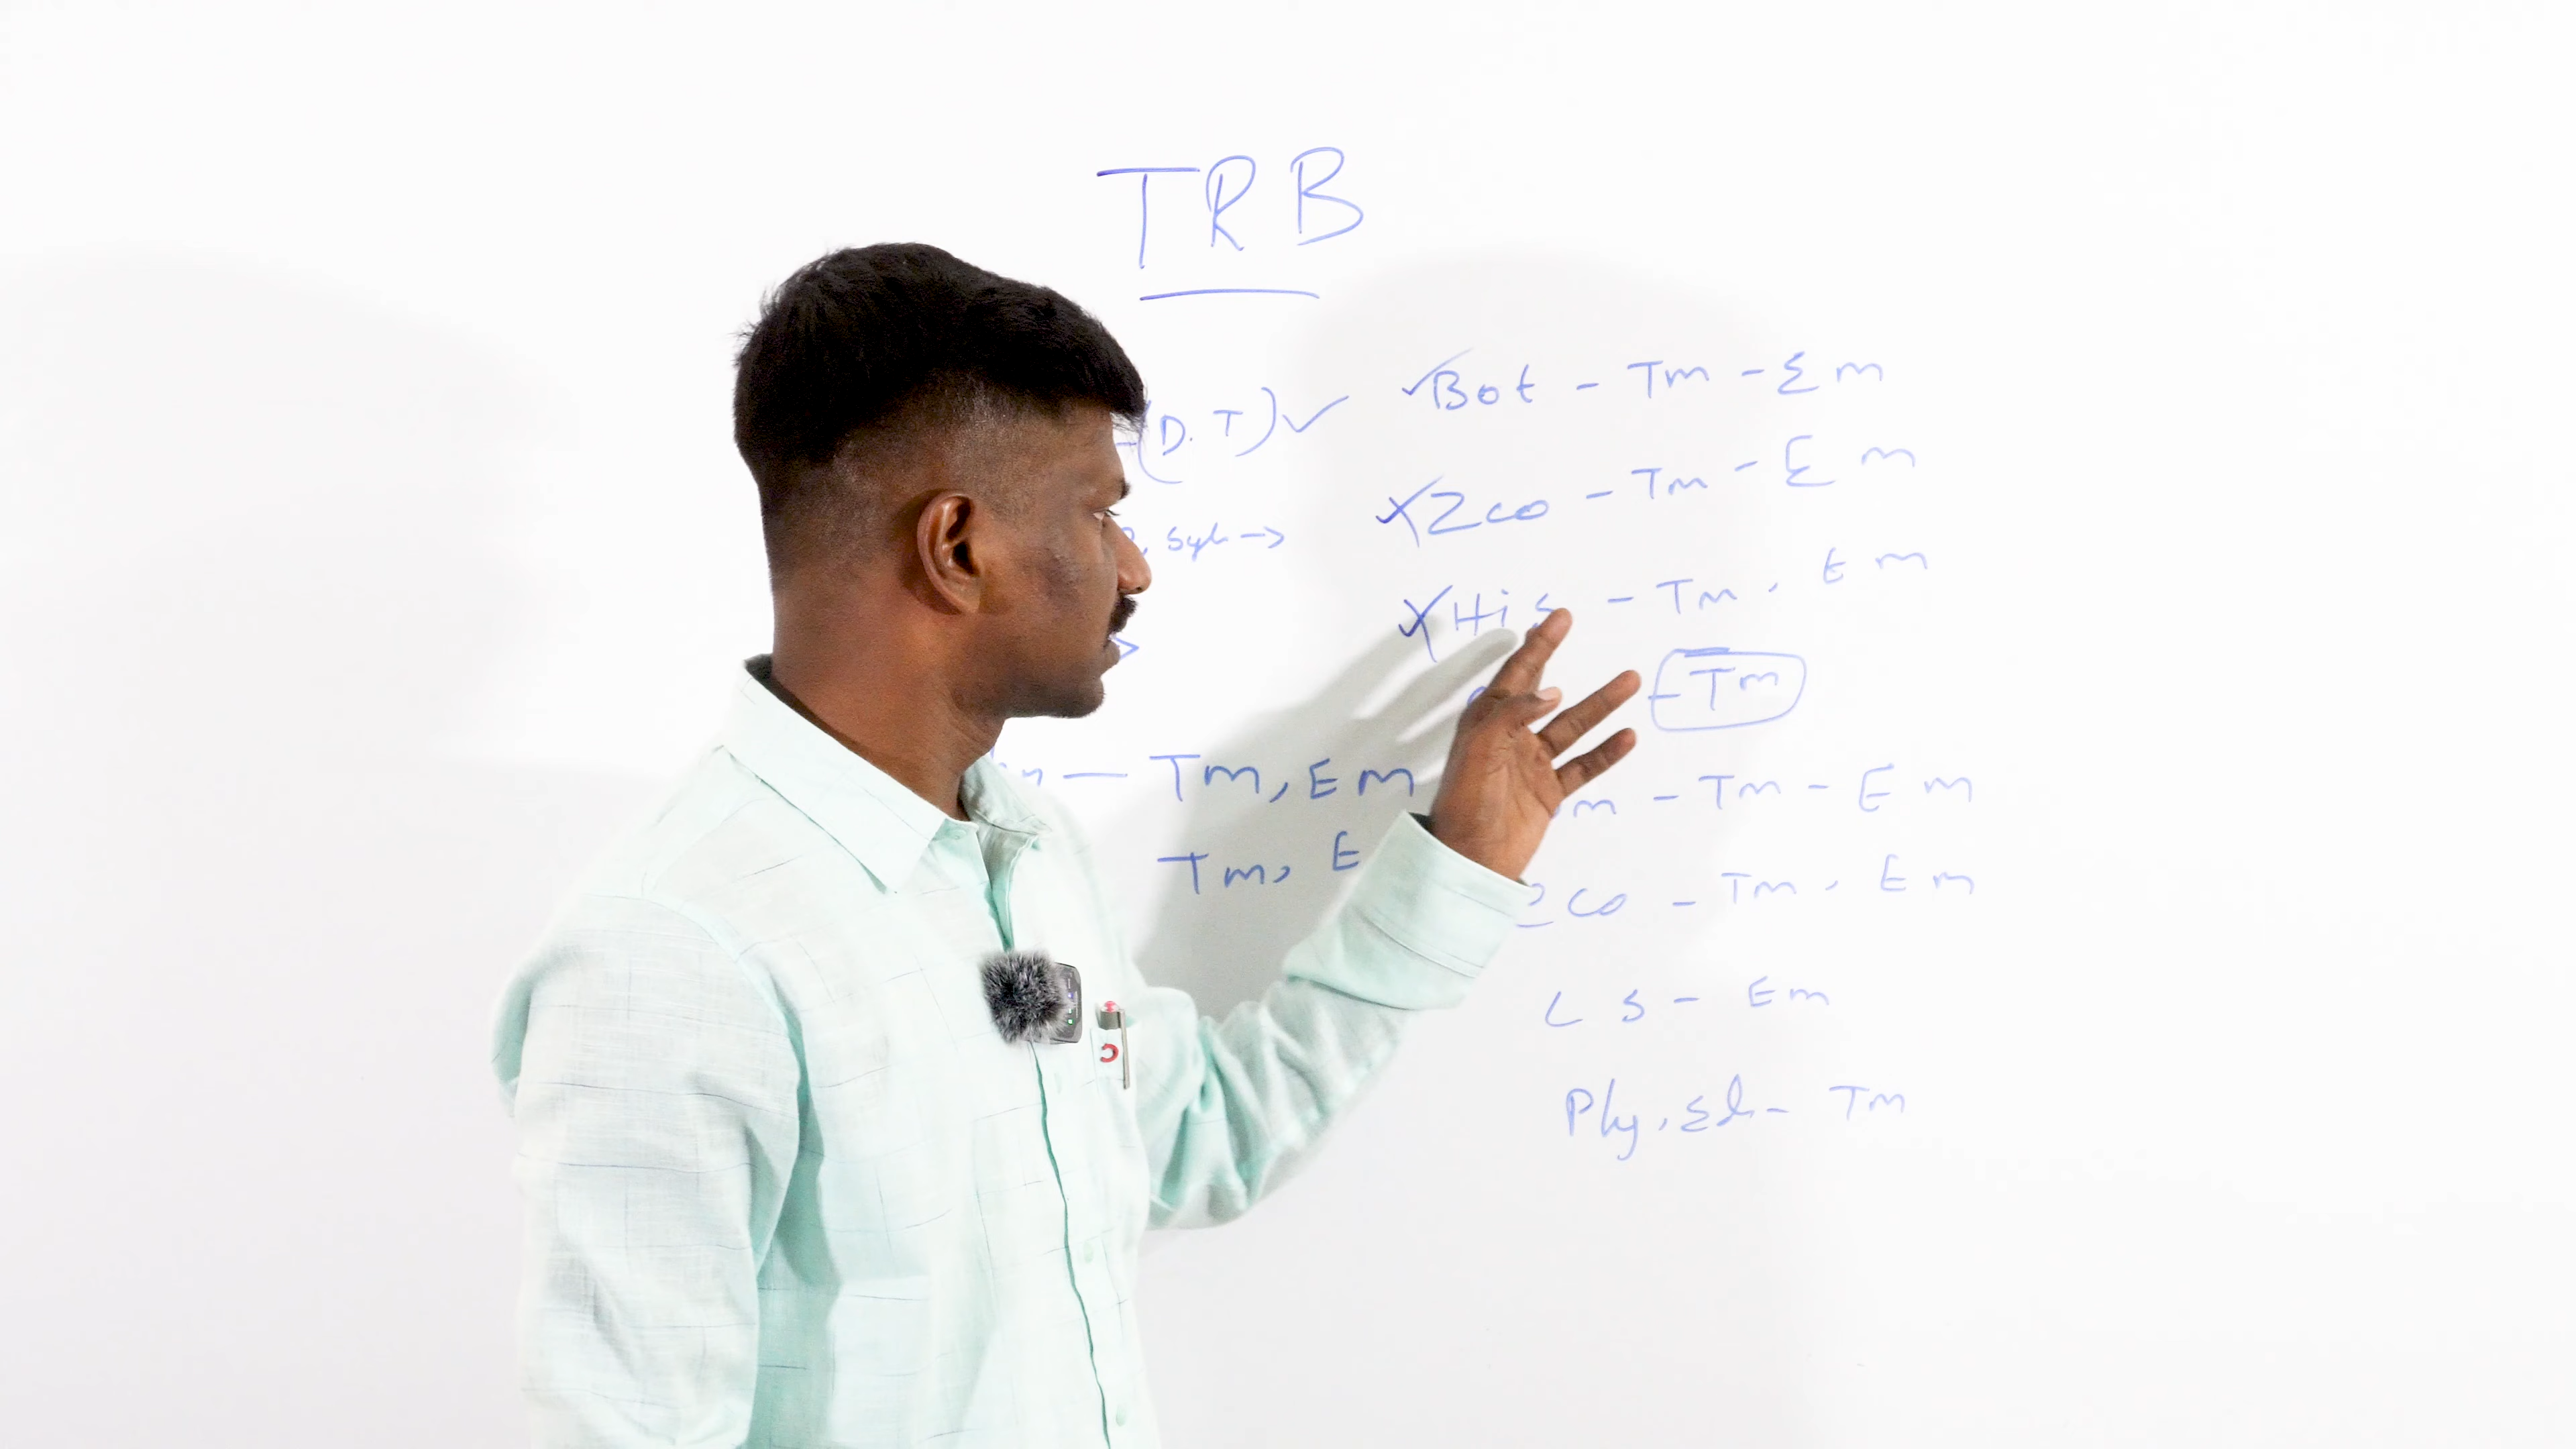 TRB
(D.T) ✓
Syl →
— Tm, Em
Tm, E
✓ Bot - Tm - Em
Zoo - Tm - Em
His - Tm, Em
- Tm
m - Tm - Em
Eco - Tm, Em
LS - Em
Phy. Ed - Tm